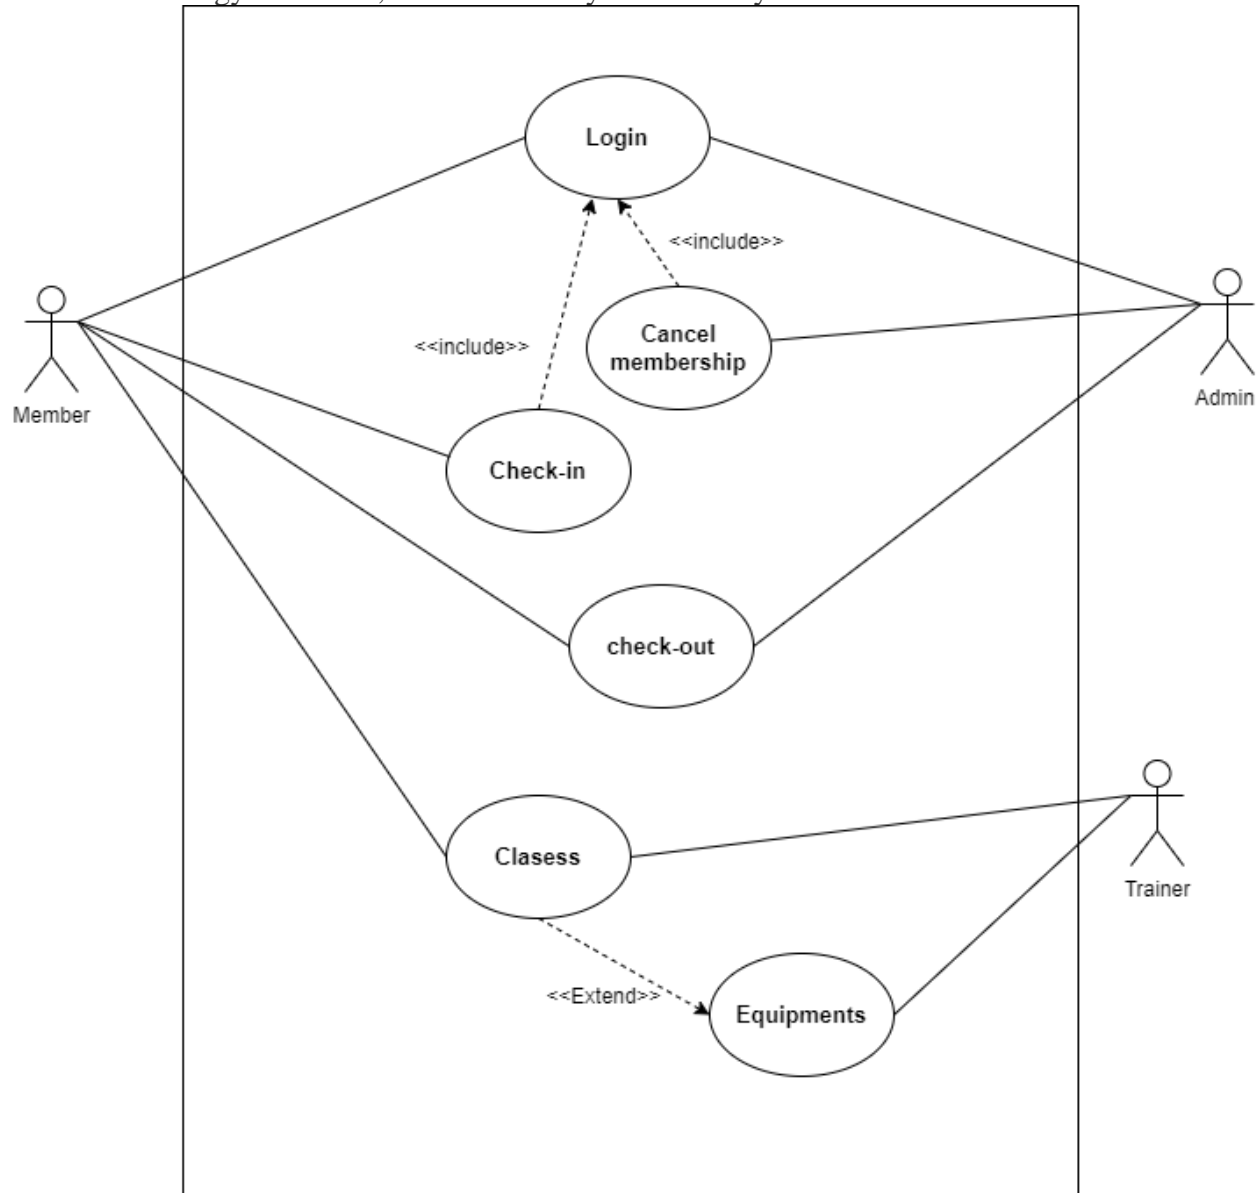 Login
<<include>>
Cancel
membership
<<include>>
Member
Admin
Check-in
check-out
Clasess
Trainer
<<Extend>>
Equipments